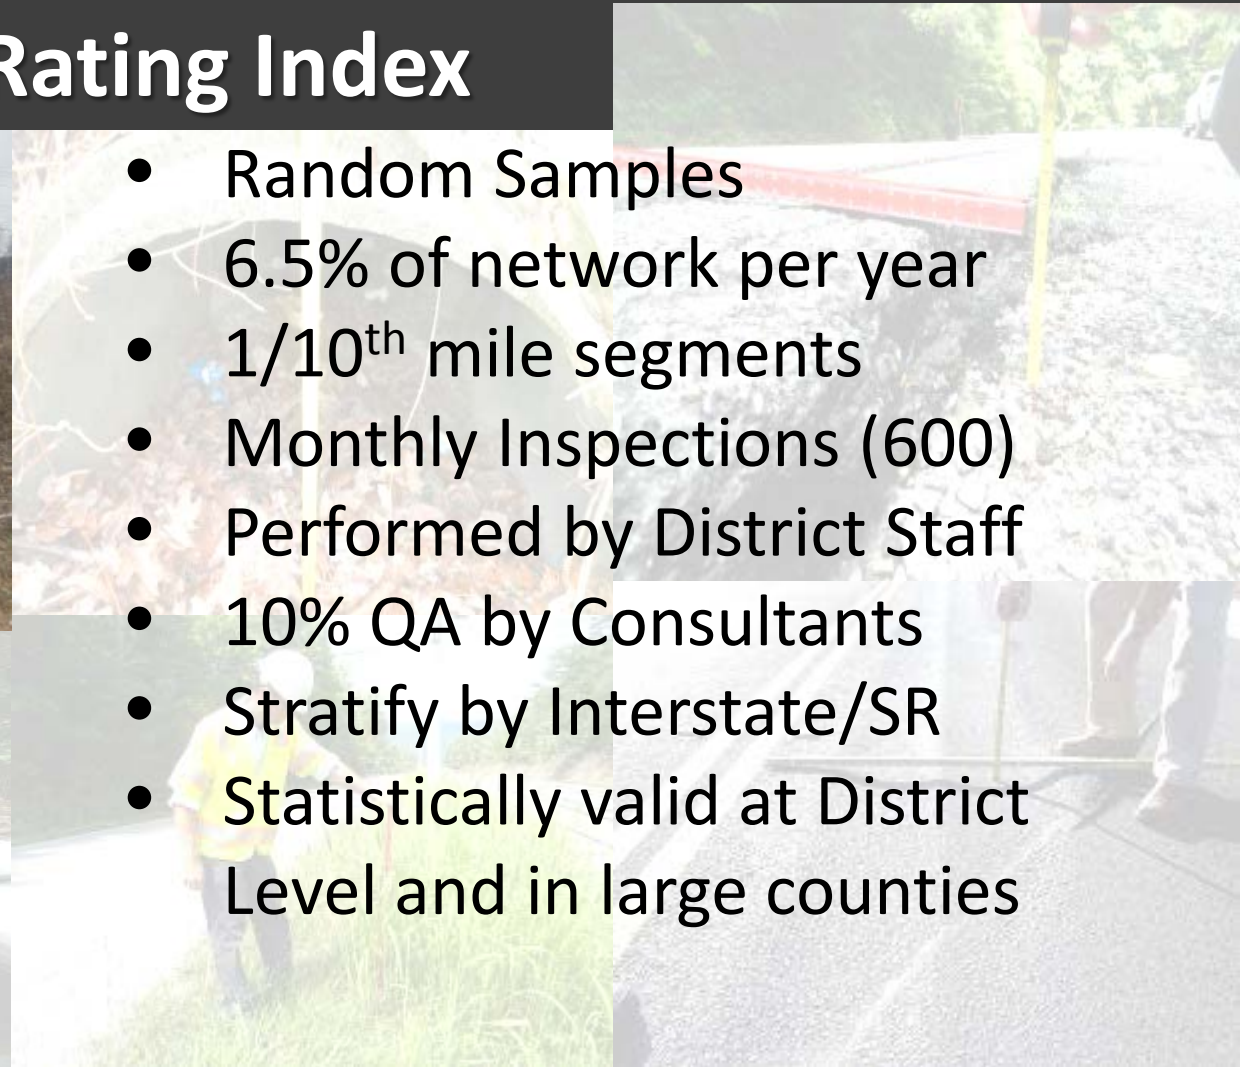 Rating Index
• Random Samples
• 6.5% of network per year
• 1/10th mile segments
• Monthly Inspections (600)
• Performed by District Staff
• 10% QA by Consultants
• Stratify by Interstate/SR
• Statistically valid at District
Level and in large counties